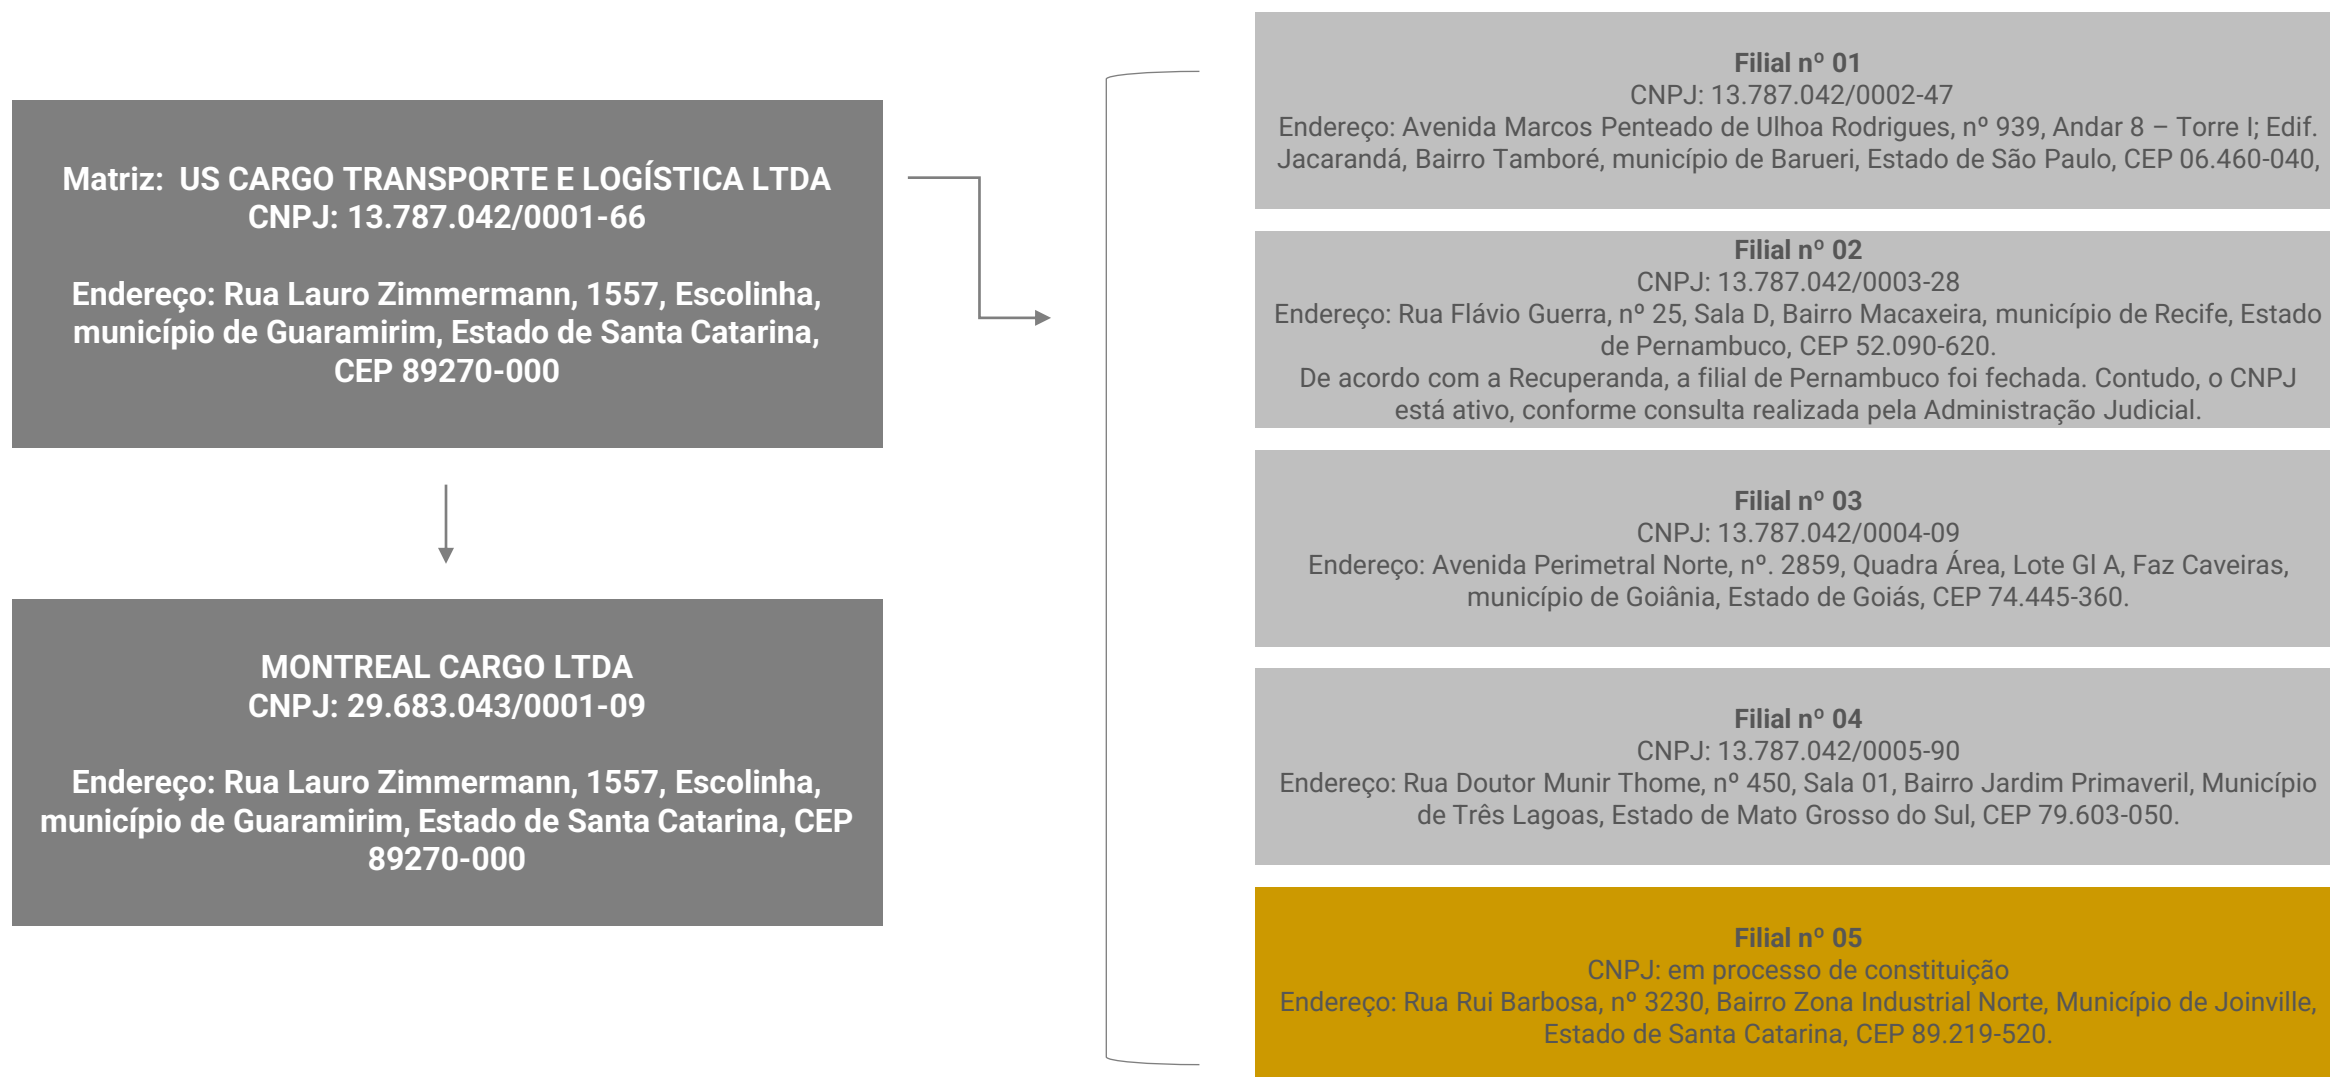 Matriz:  US CARGO TRANSPORTE E LOGÍSTICA LTDA
CNPJ: 13.787.042/0001-66
Endereço: Rua Lauro Zimmermann, 1557, Escolinha,
município de Guaramirim, Estado de Santa Catarina,
CEP 89270-000
MONTREAL CARGO LTDA
CNPJ: 29.683.043/0001-09
Endereço: Rua Lauro Zimmermann, 1557, Escolinha,
município de Guaramirim, Estado de Santa Catarina, CEP
89270-000
Filial nº 01
CNPJ: 13.787.042/0002-47
Endereço: Avenida Marcos Penteado de Ulhoa Rodrigues, nº 939, Andar 8 – Torre I; Edif.
Jacarandá, Bairro Tamboré, município de Barueri, Estado de São Paulo, CEP 06.460-040,
Filial nº 02
CNPJ: 13.787.042/0003-28
Endereço: Rua Flávio Guerra, nº 25, Sala D, Bairro Macaxeira, município de Recife, Estado
de Pernambuco, CEP 52.090-620.
De acordo com a Recuperanda, a filial de Pernambuco foi fechada. Contudo, o CNPJ
está ativo, conforme consulta realizada pela Administração Judicial.
Filial nº 03
CNPJ: 13.787.042/0004-09
Endereço: Avenida Perimetral Norte, nº. 2859, Quadra Área, Lote Gl A, Faz Caveiras,
município de Goiânia, Estado de Goiás, CEP 74.445-360.
Filial nº 04
CNPJ: 13.787.042/0005-90
Endereço: Rua Doutor Munir Thome, nº 450, Sala 01, Bairro Jardim Primaveril, Município
de Três Lagoas, Estado de Mato Grosso do Sul, CEP 79.603-050.
Filial nº 05
CNPJ: em processo de constituição
Endereço: Rua Rui Barbosa, nº 3230, Bairro Zona Industrial Norte, Município de Joinville,
Estado de Santa Catarina, CEP 89.219-520.